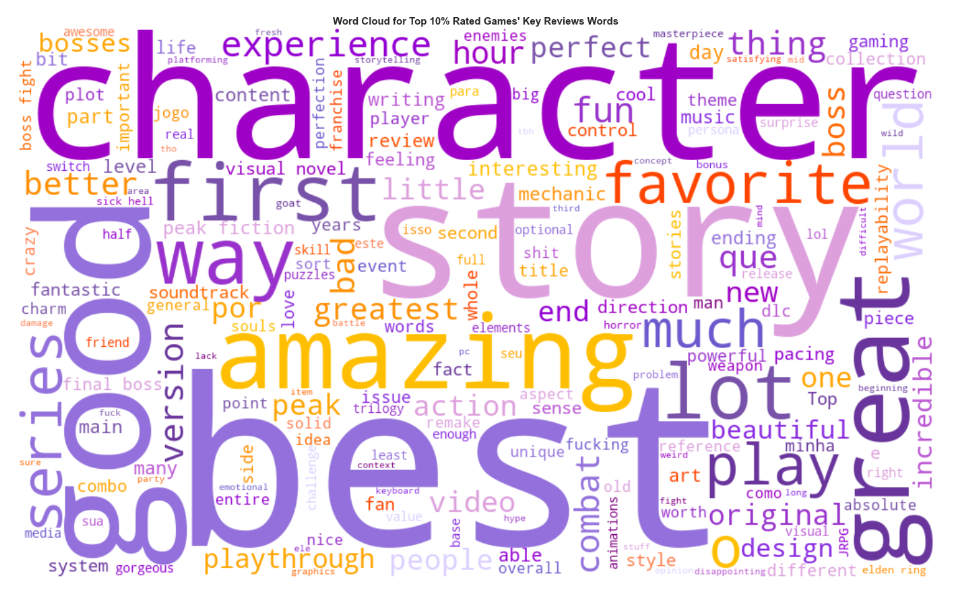 Word Cloud for Top 10% Rated Games' Key Reviews Words
awesome
fresh
enemies
masterpiece
bosses
life
experience
hour
perfect
day
thing
gaming
bit
platforming
storytelling
satisfying
mid
collection
character
boss fight
plot
important
content
perfection
franchise
writing
para
big
fun
cool
theme
music
boss
question
world
part
jogo
player
control
tbh
persona
surprise
wild
real
tho
review
feeling
switch
level
visual novel
interesting
concept
bonus
better
area
first
little
mechanic
favorite
replayability
sick hell
goat
third
mind
difficult
crazy
half
peak fiction
years
isso
second
optional
story
stories
ending
lol
good
way
skill
este
shit
que
release
fantastic
sort
event
bad
full
title
puzzles
charm
soundtrack
general
love
greatest
whole
end
direction
man
new
dlc
great
piece
damage
por
souls
words
battle
elements
horror
much
friend
version
amazing
seu
lack
fact
pc
powerful
pacing
incredible
series
final boss
point
item
peak
issue
trilogy
action
aspect
sense
problem
weapon
lot
one
Top
beginning
fuck
main
best
solid
idea
remake
enough
unique
fucking
beautiful
minha
sure
many
party
side
challenge
least
context
weird
reference
play
e
right
art
combo
emotional
entire
keyboard
fan
video
combat
old
fight
worth
como
long
absolute
sua
value
hype
base
animations
original
visual
JRPG
media
nice
able
o
design
system
gorgeous
playthrough
ele
graphics
people
overall
stuff
style
opinion
disappointing
different
elden ring